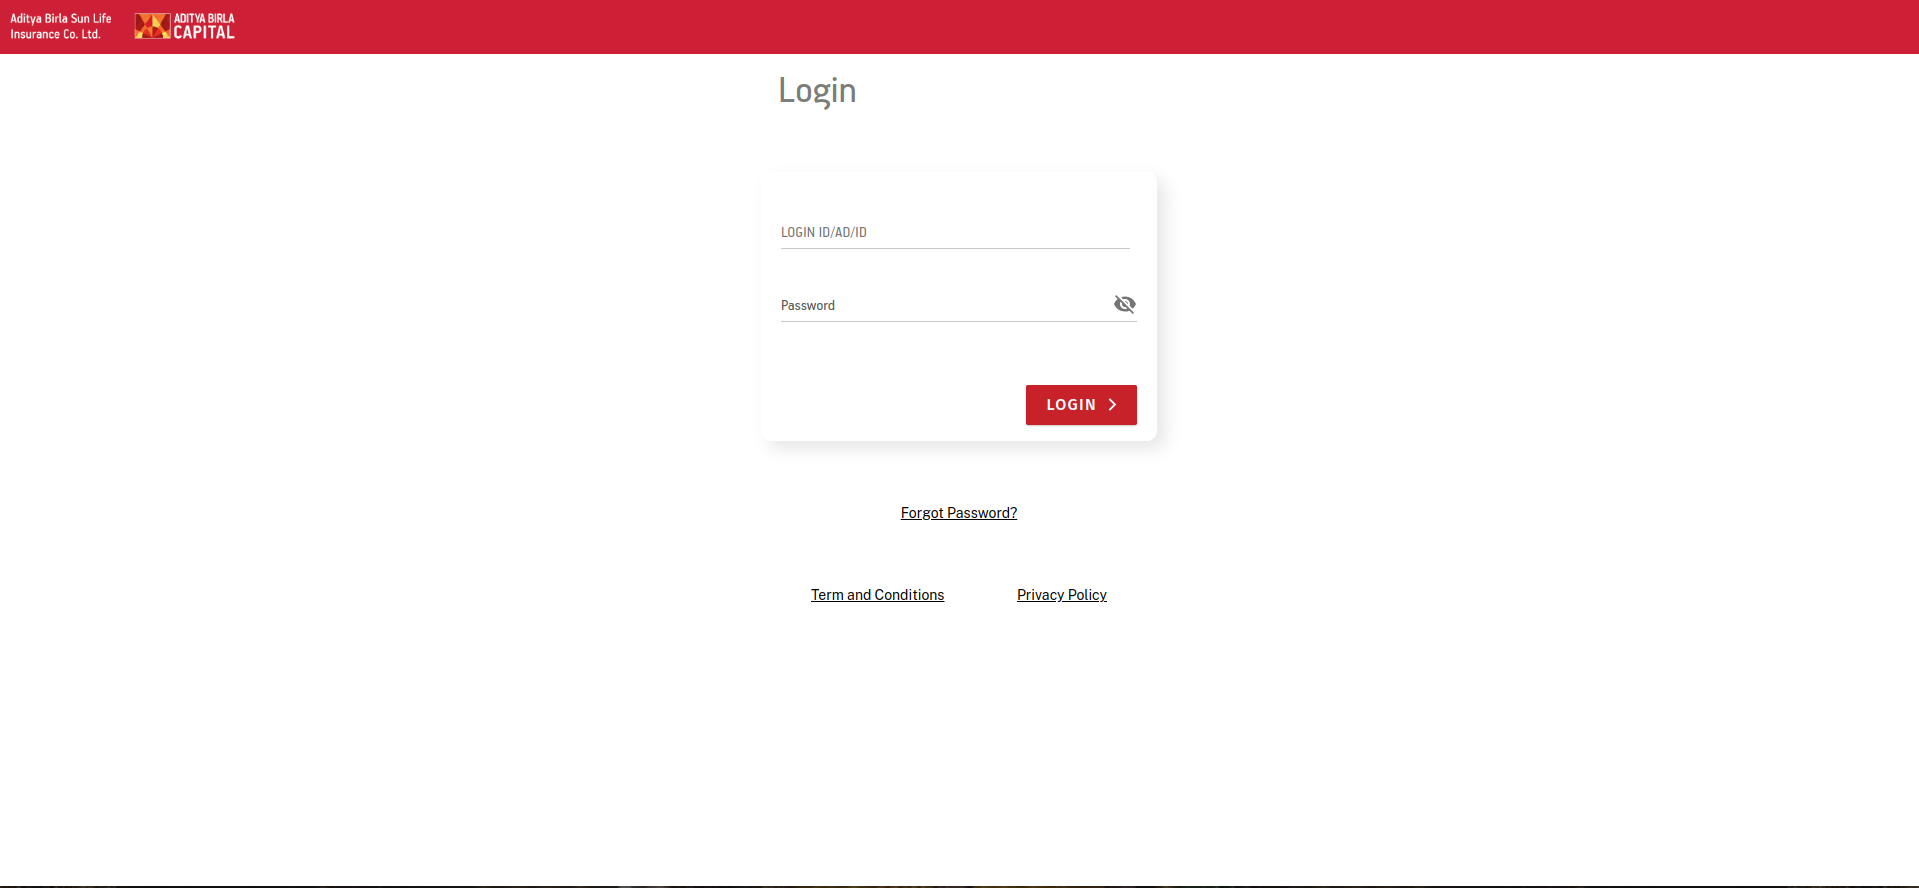 Aditya Birla Sun Life
Insurance Co. Ltd.
ADITYA BIRLA
CAPITAL
Login
LOGIN ID/AD/ID
Password
LOGIN
Forgot Password?
Term and Conditions
Privacy Policy